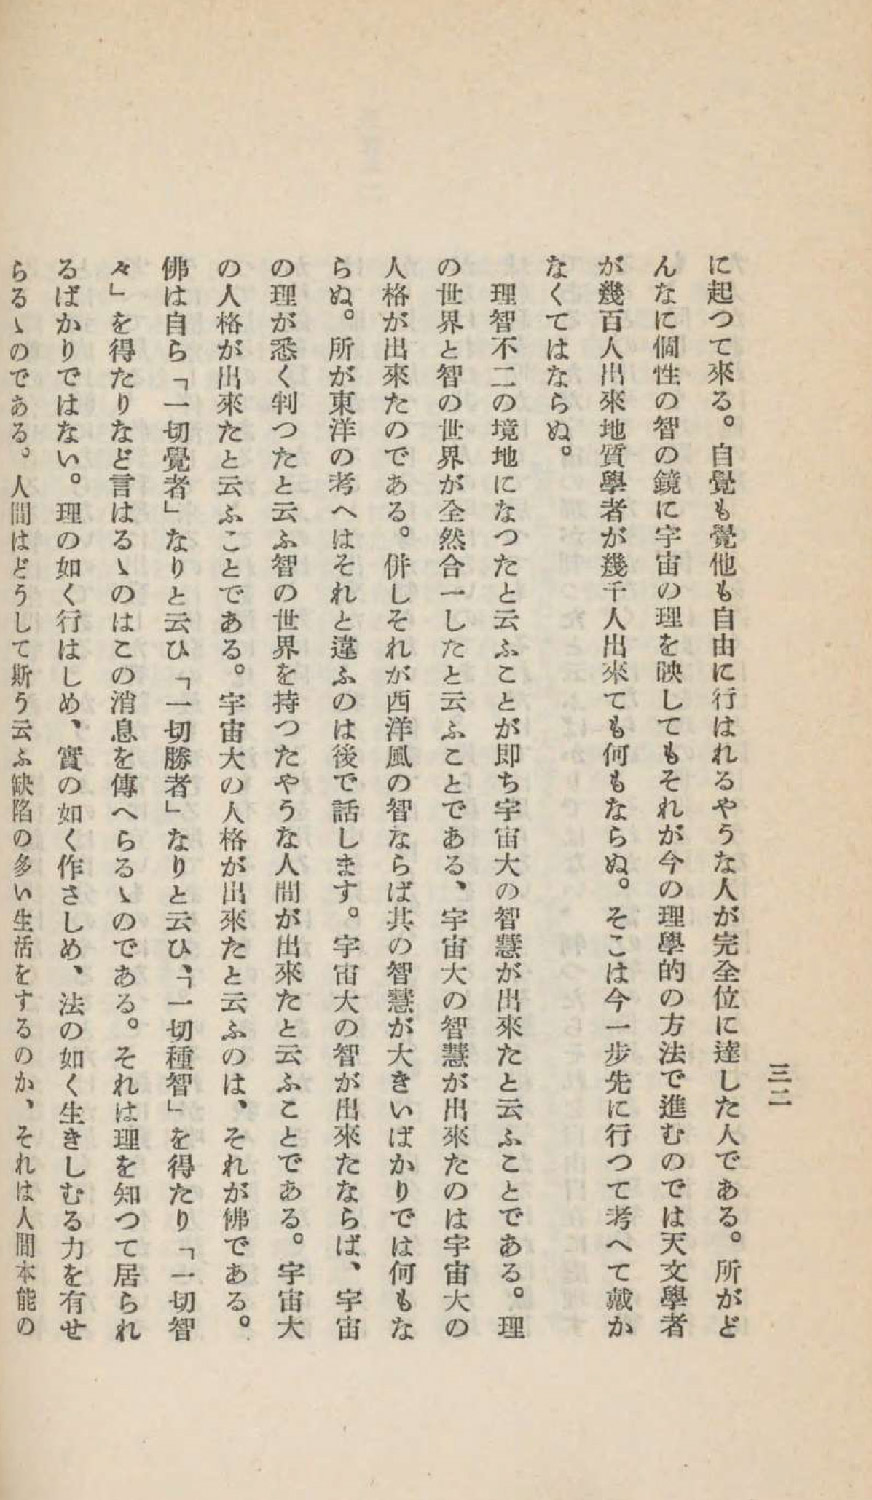 三二
に起つて來る。自覺も覺他も自由に行はれるやうな人が完全位に達した人である。所がど
んなに個性の智の鏡に宇宙の理を映してもそれが今の理學的の方法で進むのでは天文學者
が幾百人出來地質學者が幾千人出來ても何もならぬ。そこは今一步先に行つて考へて戴か
なくてはならぬ。
理智不二の境地になつたと云ふことが即ち宇宙大の智慧が出來たと云ふことである。理
の世界と智の世界が全然合一したと云ふことである、宇宙大の智慧が出來たのは宇宙大の
人格が出來たのである。併しそれが西洋風の智ならば其の智慧が大きいばかりでは何もな
らぬ。所が東洋の考へはそれと違ふのは後で話します。宇宙大の智が出來たならば、宇宙
の理が悉く判つたと云ふ智の世界を持つたやうな人間が出來たと云ふことである。宇宙大
の人格が出來たと云ふことである。宇宙大の人格が出來たと云ふのは、それが佛である。
佛は自ら「一切覺者」なりと云ひ「一切勝者」なりと云ひ、「一切種智」を得たり「一切智
々」を得たりなど言はるゝのはこの消息を傳へらるゝのである。それは理を知つて居られ
るばかりではない。理の如く行はしめ、實の如く作さしめ、法の如く生きしむる力を有せ
らるゝのである。人間はどうして斯う云ふ缺陷の多い生活をするのか、それは人間本能の